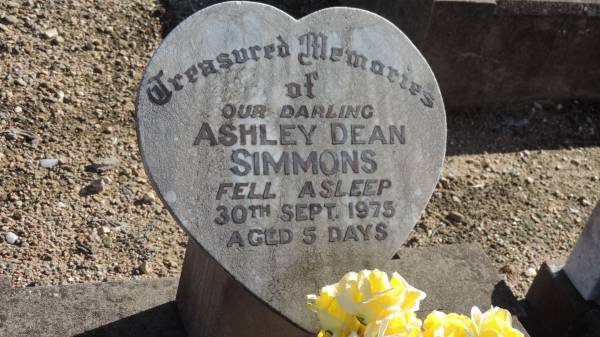 Treasured Memories
of
OUR DARLING
ASHLEY DEAN
SIMMONS
FELL ASLEEP
30TH SEPT. 1975
AGED 5 DAYS